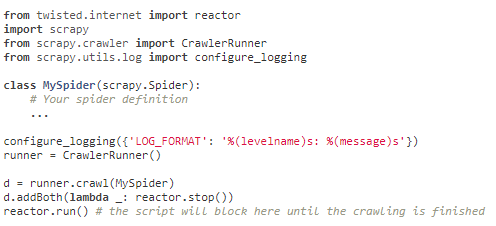 from twisted.internet import reactor
import scrapy
from scrapy.crawler import CrawlerRunner
from scrapy.utils.log import configure_logging

class MySpider(scrapy.Spider):
    # Your spider definition
    ...

configure_logging({'LOG_FORMAT': '%(levelname)s: %(message)s'})
runner = CrawlerRunner()

d = runner.crawl(MySpider)
d.addBoth(lambda _: reactor.stop())
reactor.run() # the script will block here until the crawling is finished